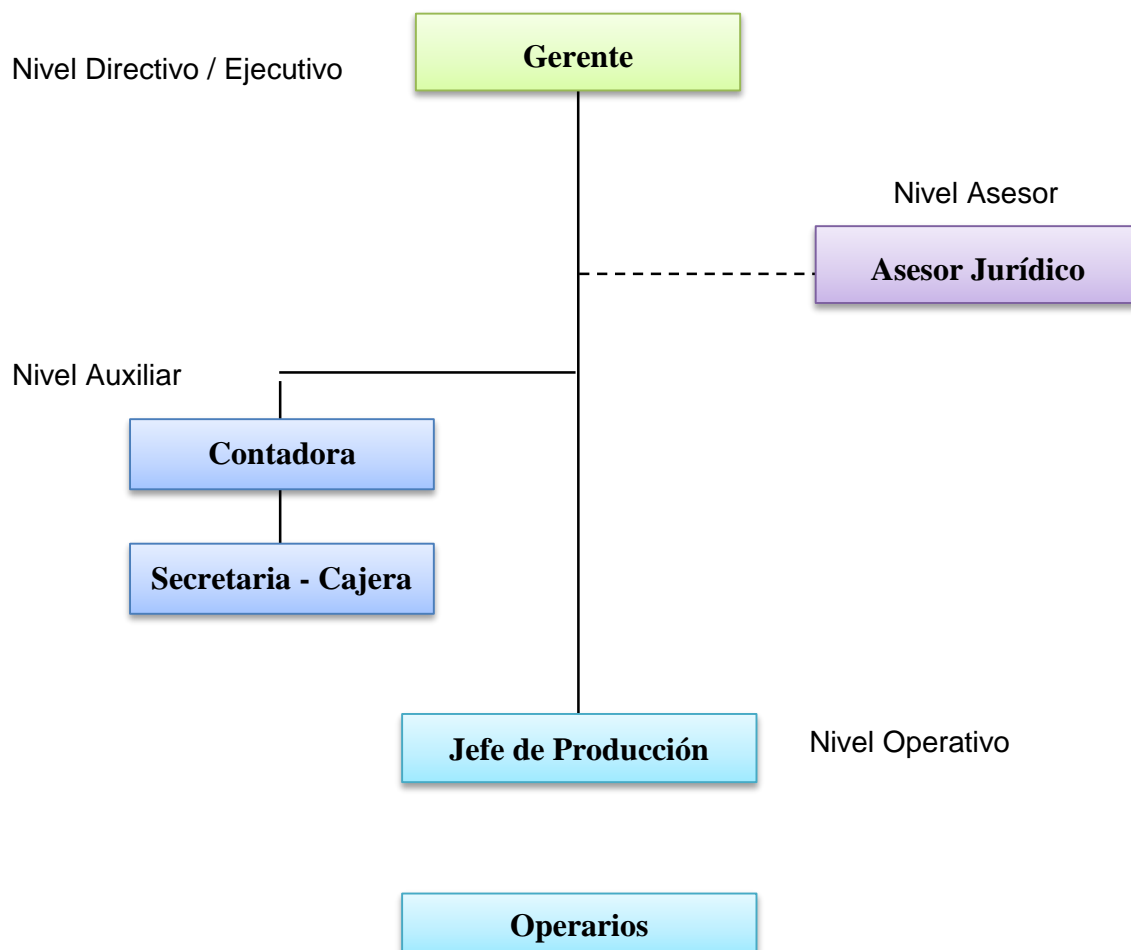 Gerente
Nivel Directivo / Ejecutivo
Nivel Asesor
Asesor Jurídico
Nivel Auxiliar
Contadora
Secretaria - Cajera
Jefe de Producción
Nivel Operativo
Operarios